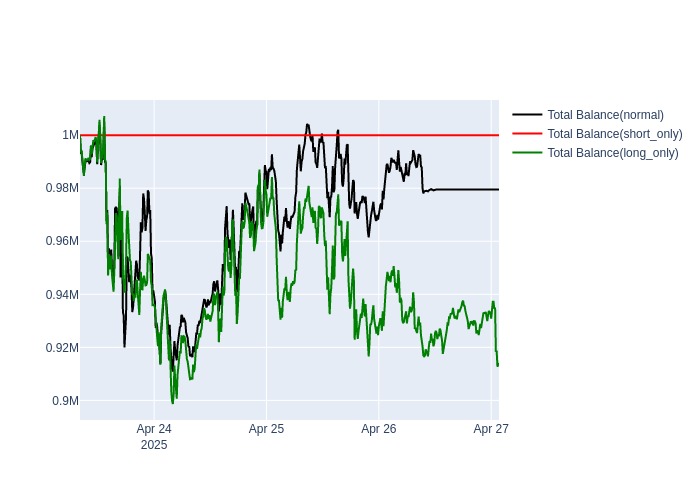 1M
0.98M
0.96M
0.94M
0.92M
0.9M
Apr 24
2025
Apr 25
Apr 26
Apr 27
Total Balance(normal)
Total Balance(short_only)
Total Balance(long_only)